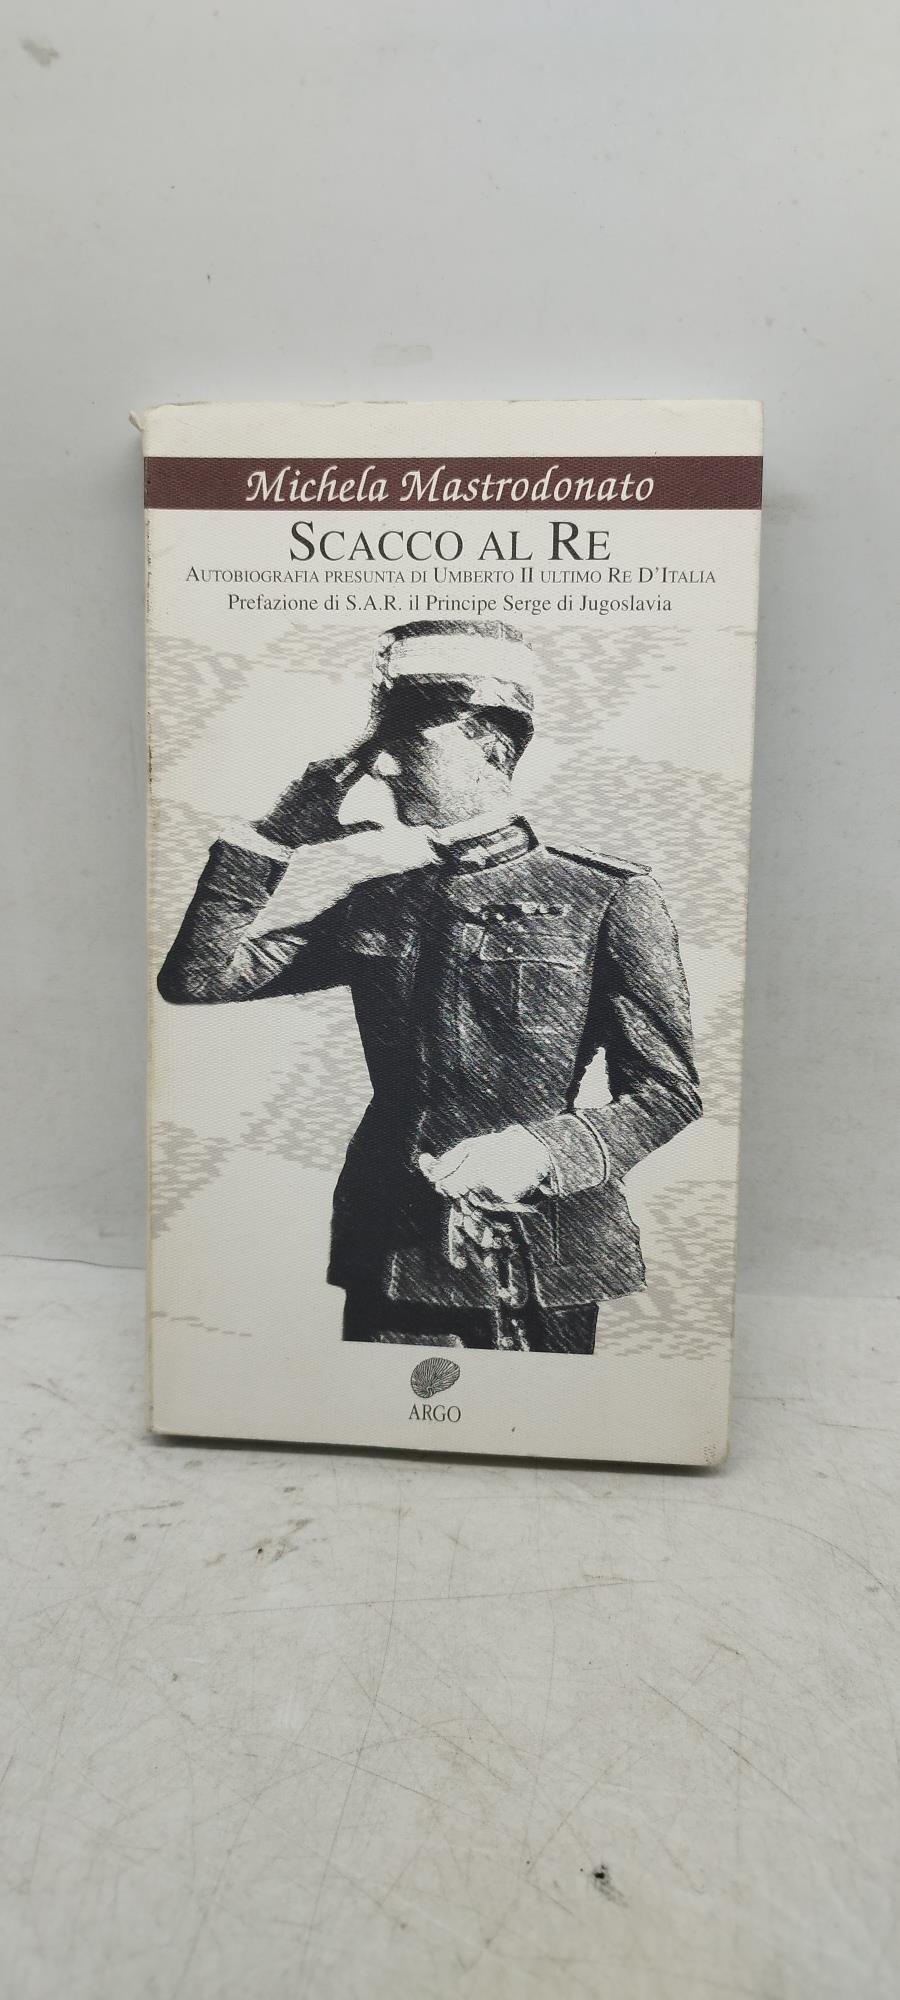 Michela Mastrodonato
SCACCO AL RE
AUTOBIOGRAFIA PRESUNTA DI UMBERTO II ULTIMO RE D'ITALIA
Prefazione di S.A.R. il Principe Serge di Jugoslavia
ARGO